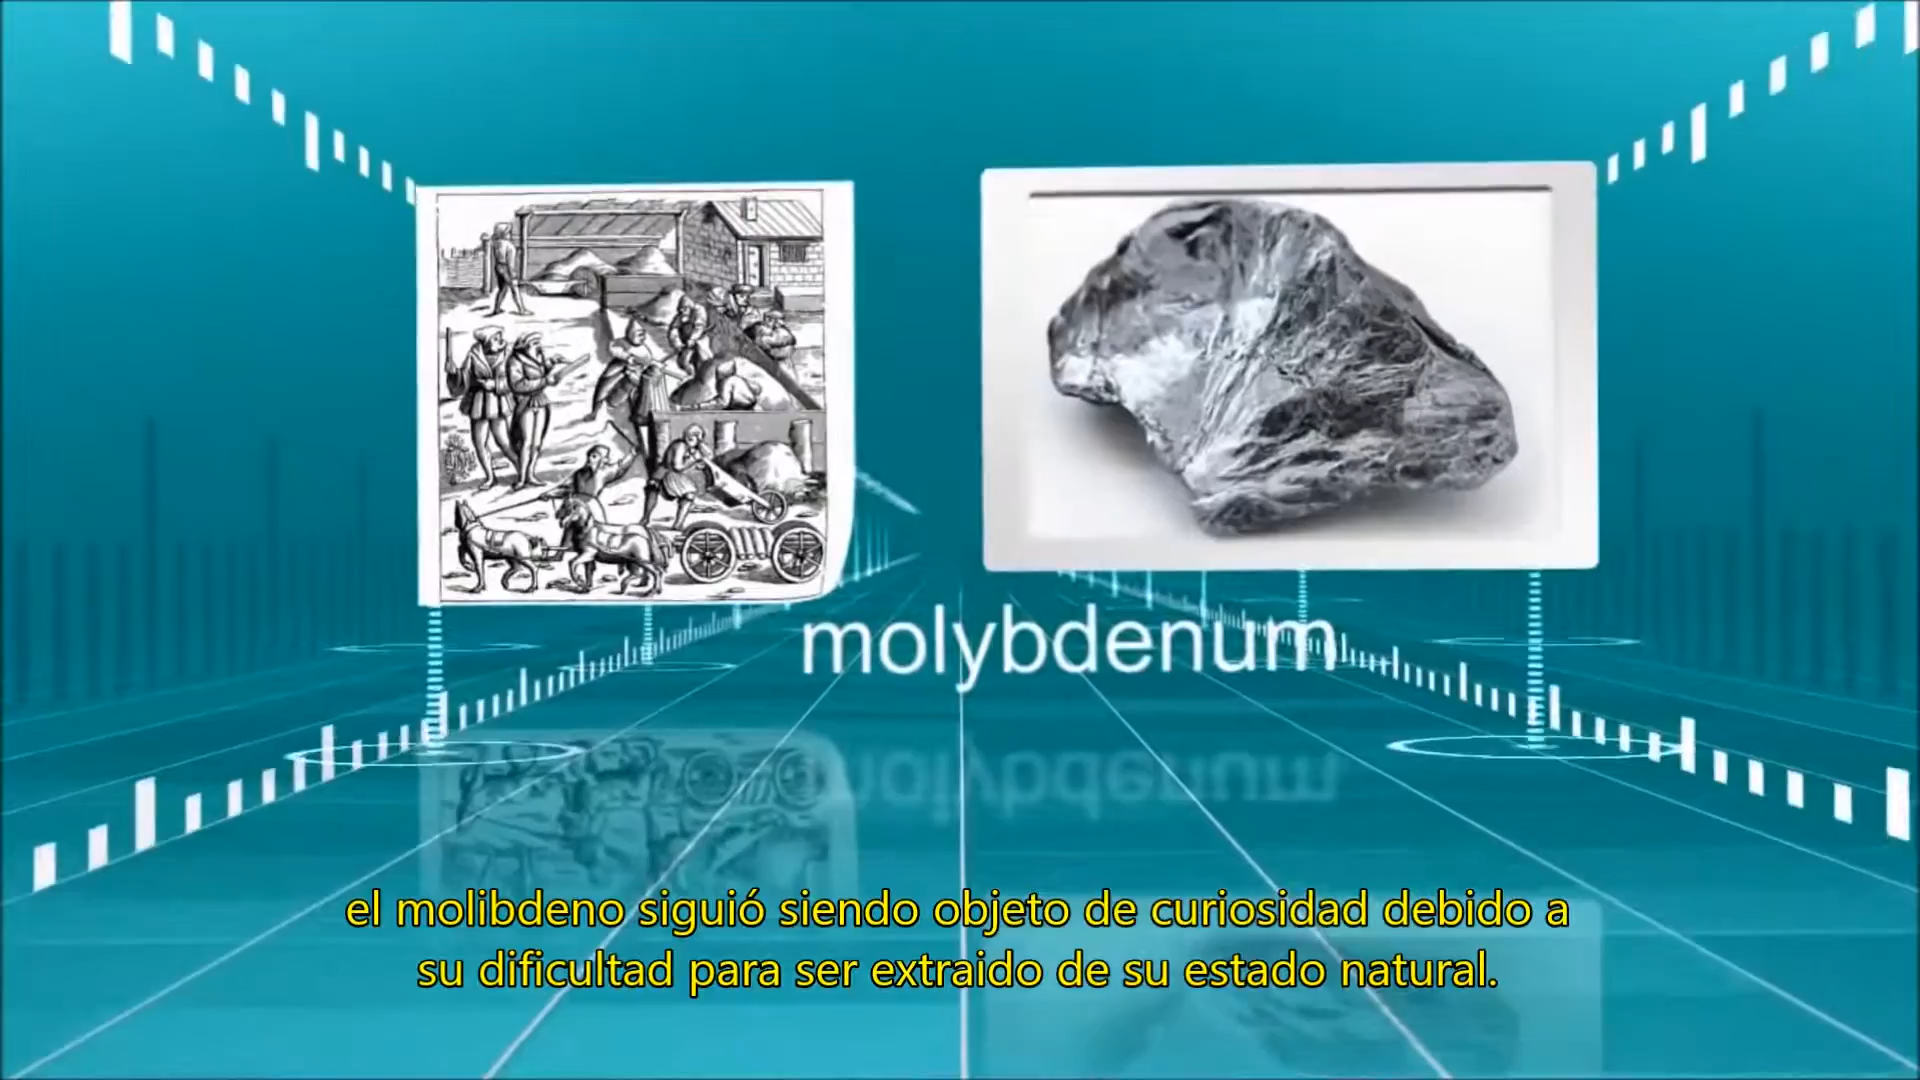 molybdenum
el molibdeno siguió siendo objeto de curiosidad debido a
su dificultad para ser extraido de su estado natural.